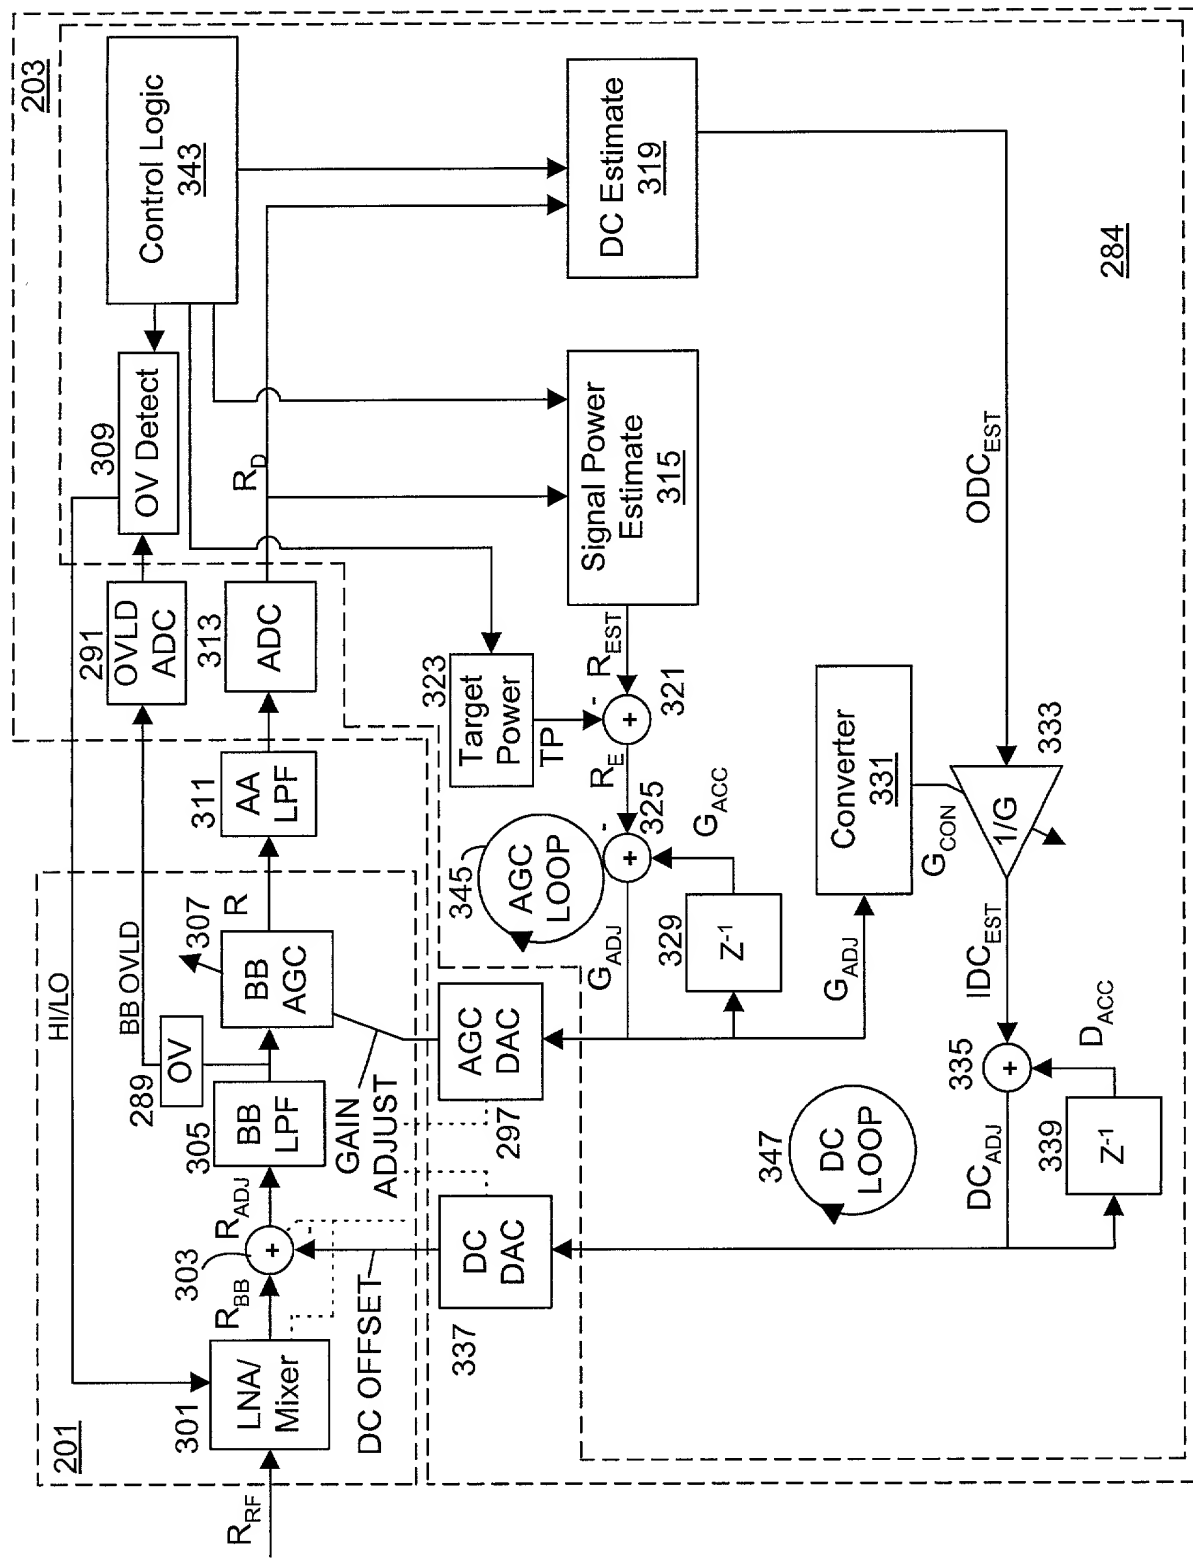 203
Control Logic
343
309
OV Detect
291
OVLD
ADC
HI/LO
BB OVLD
289
OV
201
R_RF
301
LNA/
Mixer
R_BB
303
+
-
R_ADJ
305
BB
LPF
307
BB
AGC
R
311
AA
LPF
313
ADC
R_D
DC Estimate
319
Signal Power
Estimate
315
R_EST
323
Target
Power
TP
-
+
321
R_E
-
+
325
G_ACC
345
AGC
LOOP
G_ADJ
329
Z^-1
GAIN
ADJUST
AGC
DAC
297
DC OFFSET
DC
DAC
337
G_ADJ
Converter
331
G_CON
333
1/G
ODC_EST
IDC_EST
335
+
D_ACC
DC_ADJ
339
Z^-1
347
DC
LOOP
284